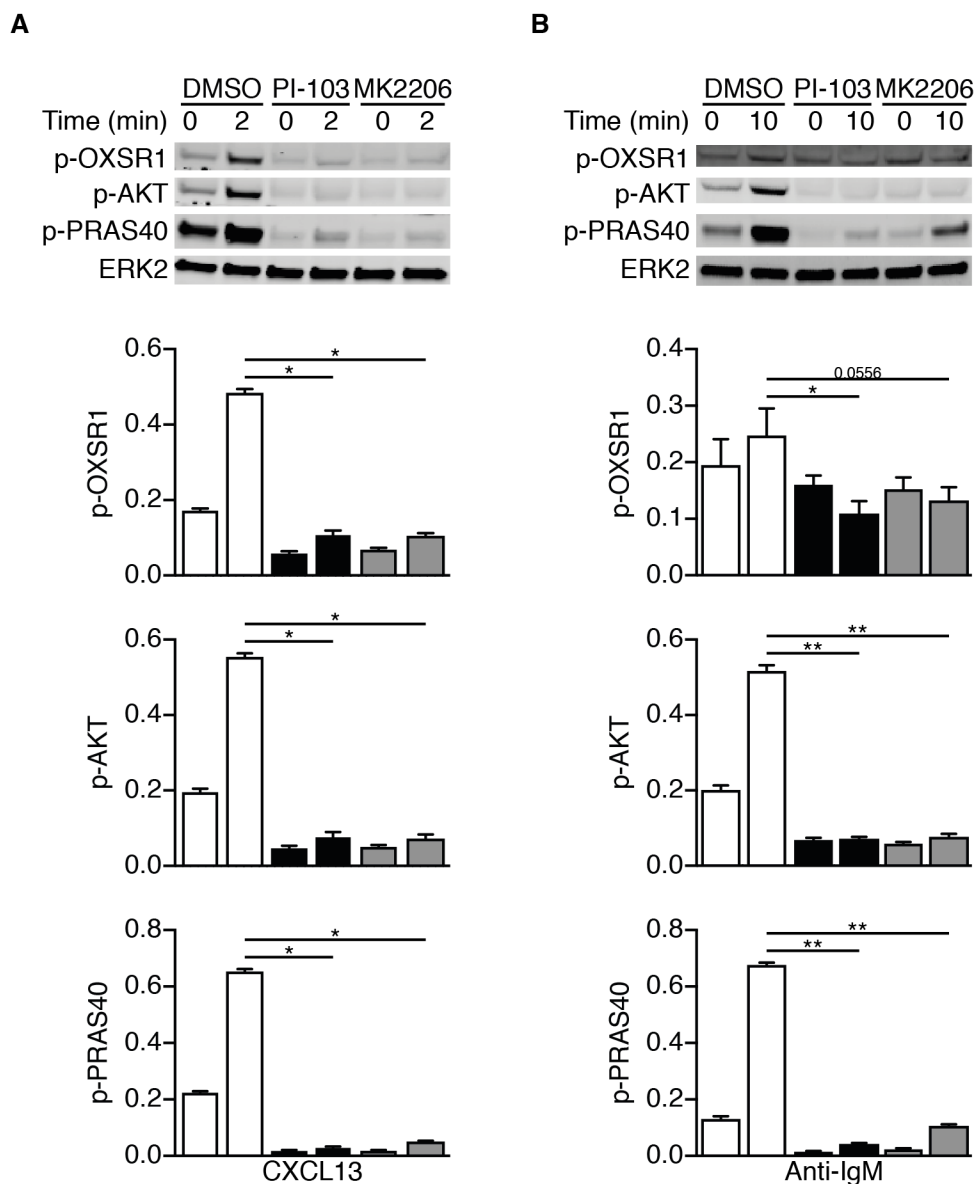 A
DMSO PI-103 MK2206
Time (min) 0 2 0 2 0 2
p-OXSR1
p-AKT
p-PRAS40
ERK2
0.6
0.4
0.2
0.0
p-OXSR1
*
*
0.6
0.4
0.2
0.0
p-AKT
*
*
0.8
0.6
0.4
0.2
0.0
p-PRAS40
*
*
CXCL13
B
DMSO PI-103 MK2206
Time (min) 0 10 0 10 0 10
p-OXSR1
p-AKT
p-PRAS40
ERK2
0.4
0.3
0.2
0.1
0.0
p-OXSR1
0 0556
*
0.6
0.4
0.2
0.0
p-AKT
**
**
0.8
0.6
0.4
0.2
0.0
p-PRAS40
**
**
Anti-IgM